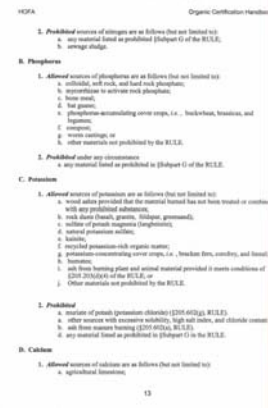 HOFA Organic Certification Handbook
2. Prohibited sources of nitrogen are as follows (but not limited to):
a. any material listed as prohibited §Subpart G of the RULE;
b. sewage sludge.
B. Phosphorus
1. Allowed sources of phosphorus are as follows (but not limited to):
a. colloidal, soft rock, and hard rock phosphate;
b. mycorrhizae to activate rock phosphate;
c. bone meal;
d. bat guano;
e. phosphorus-accumulating cover crops, i.e., buckwheat, brassicas, and
legumes;
f. compost;
g. worm castings; or
h. other materials not prohibited by the RULE.
2. Prohibited under any circumstance
a. any material listed as prohibited in §Subpart G of the RULE.
C. Potassium
1. Allowed sources of potassium are as follows (but not limited to):
a. wood ashes provided that the material burned has not been treated or combined
with any prohibited substances;
b. rock dusts (basalt, granite, feldspar, greensand);
c. sulfate of potash magnesia (langbeinite);
d. natural potassium sulfate;
e. kainite;
f. recycled potassium-rich organic matter;
g. potassium-concentrating cover crops, i.e., bracken fern, comfrey, and fennel
h. humates;
i. ash from burning plant and animal material provided it meets conditions of
§205.203(d)(4) of the RULE; or
j. Other materials not prohibited by the RULE.
2. Prohibited
a. muriate of potash (potassium chloride) (§205.602(g), RULE).
b. other sources with excessive solubility, high salt index, and chloride content
b. ash from manure burning (§205.602(a), RULE).
d. any material listed as prohibited in §Subpart G in the RULE.
D. Calcium
1. Allowed sources of calcium are as follows (but not limited to):
a. agricultural limestone;
13